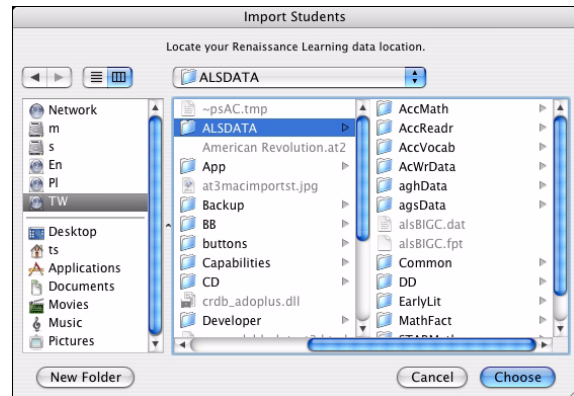 Import Students
Locate your Renaissance Learning data location.
ALSDATA
Network
m
s
En
Pl
TW
Desktop
ts
Applications
Documents
Movies
Music
Pictures
~psAC.tmp
ALSDATA
American Revolution.at2
App
at3macimportst.jpg
Backup
BB
buttons
Capabilities
CD
crdb_adoplus.dll
Developer
AccMath
AccReadr
AccVocab
AcWrData
aghData
agsData
alsBIGC.dat
alsBIGC.fpt
Common
DD
EarlyLit
MathFact
New Folder
Cancel
Choose